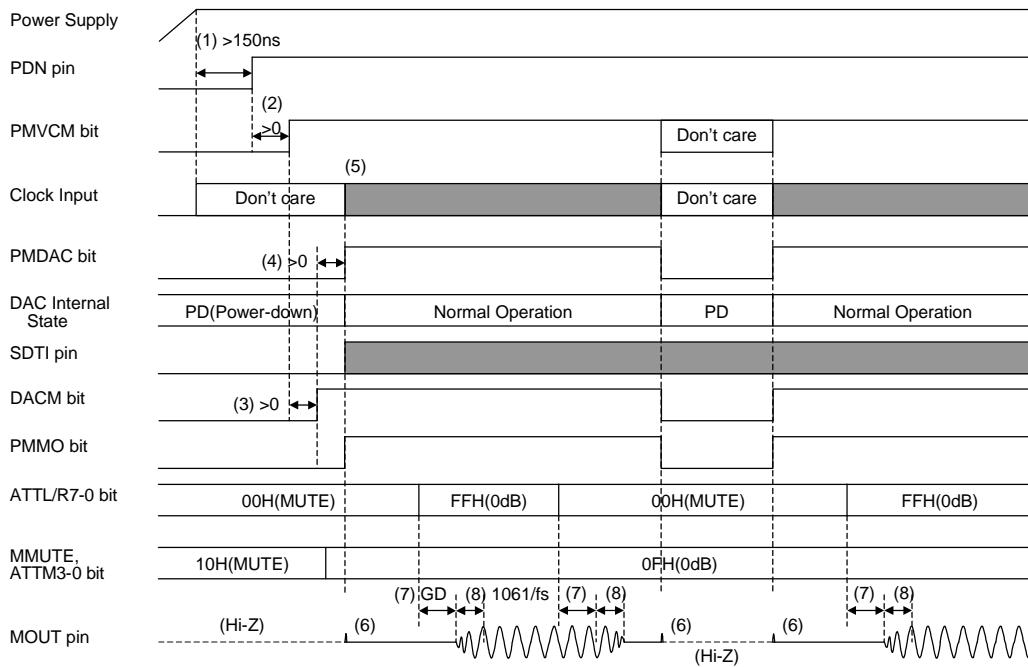 Power Supply
(1) >150ns
PDN pin
(2)
>0
PMVCM bit
Don't care
(5)
Clock Input
Don't care
Don't care
PMDAC bit
(4) >0
DAC Internal
State
PD(Power-down)
Normal Operation
PD
Normal Operation
SDTI pin
DACM bit
(3) >0
PMMO bit
ATTL/R7-0 bit
00H(MUTE)
FFH(0dB)
00H(MUTE)
FFH(0dB)
MMUTE,
ATTM3-0 bit
10H(MUTE)
0FH(0dB)
(7) GD
(8)
1061/fs
(7)
(8)
(7)
(8)
MOUT pin
(Hi-Z)
(6)
(6)
(Hi-Z)
(6)